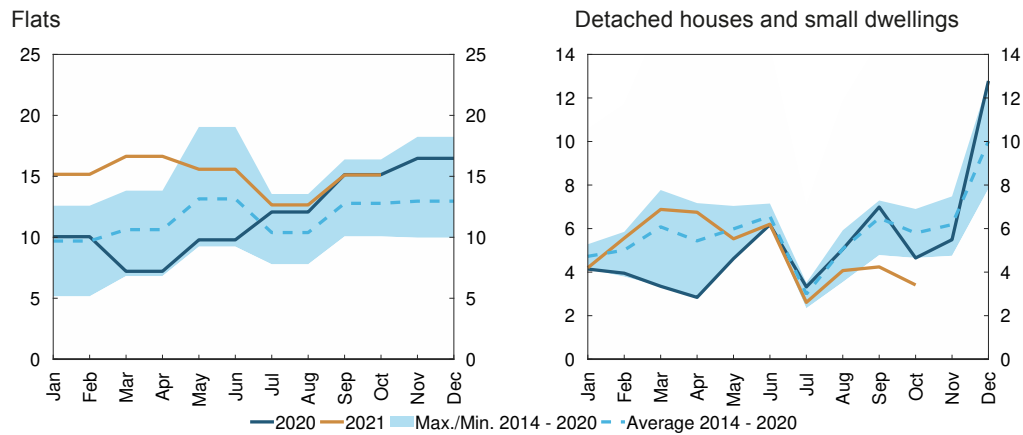 Flats
25 25
20 20
15 15
10 10
5 5
0 0
Jan Feb Mar Apr May Jun Jul Aug Sep Oct Nov Dec
Detached houses and small dwellings
14 14
12 12
10 10
8 8
6 6
4 4
2 2
0 0
Jan Feb Mar Apr May Jun Jul Aug Sep Oct Nov Dec
2020 2021 Max./Min. 2014 - 2020 Average 2014 - 2020